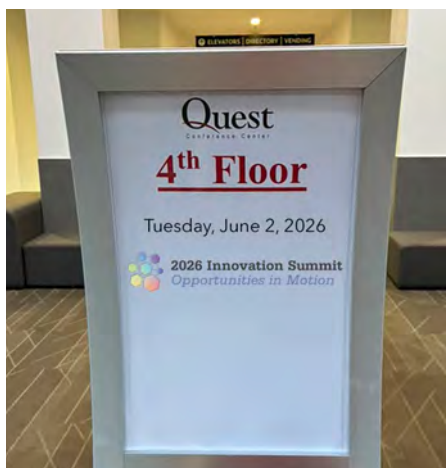 ELEVATORS | DIRECTORY | VENDING
Quest
Conference Center
4th Floor
Tuesday, June 2, 2026
2026 Innovation Summit
Opportunities in Motion